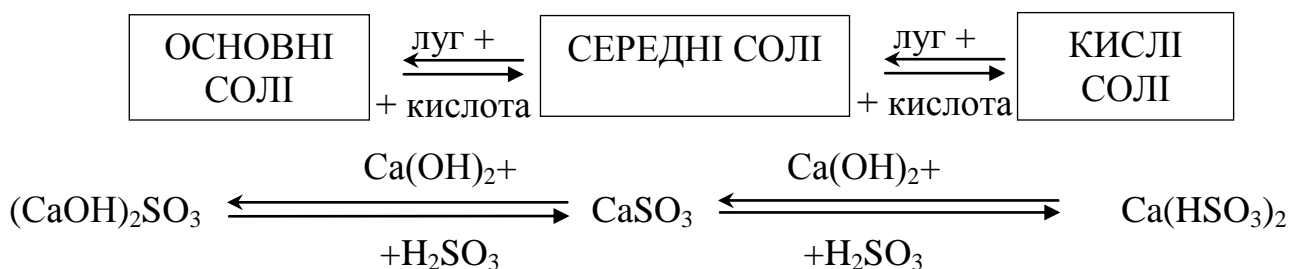 ОСНОВНІ СОЛІ
луг +
+ кислота
СЕРЕДНІ СОЛІ
луг +
+ кислота
КИСЛІ СОЛІ
Ca(OH)₂+
Ca(OH)₂+
(CaOH)₂SO₃
CaSO₃
Ca(HSO₃)₂
+H₂SO₃
+H₂SO₃